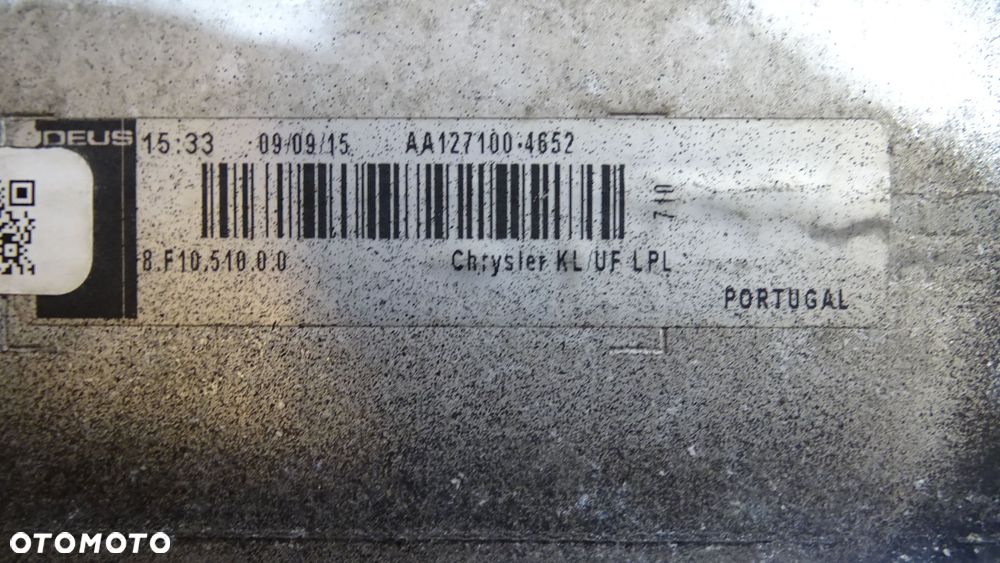 DEUS 15:33 09/09/15 AA127100-4652
710
8.F10.510.0.0 Chrysler KL/UF LPL
PORTUGAL
OTOMOTO